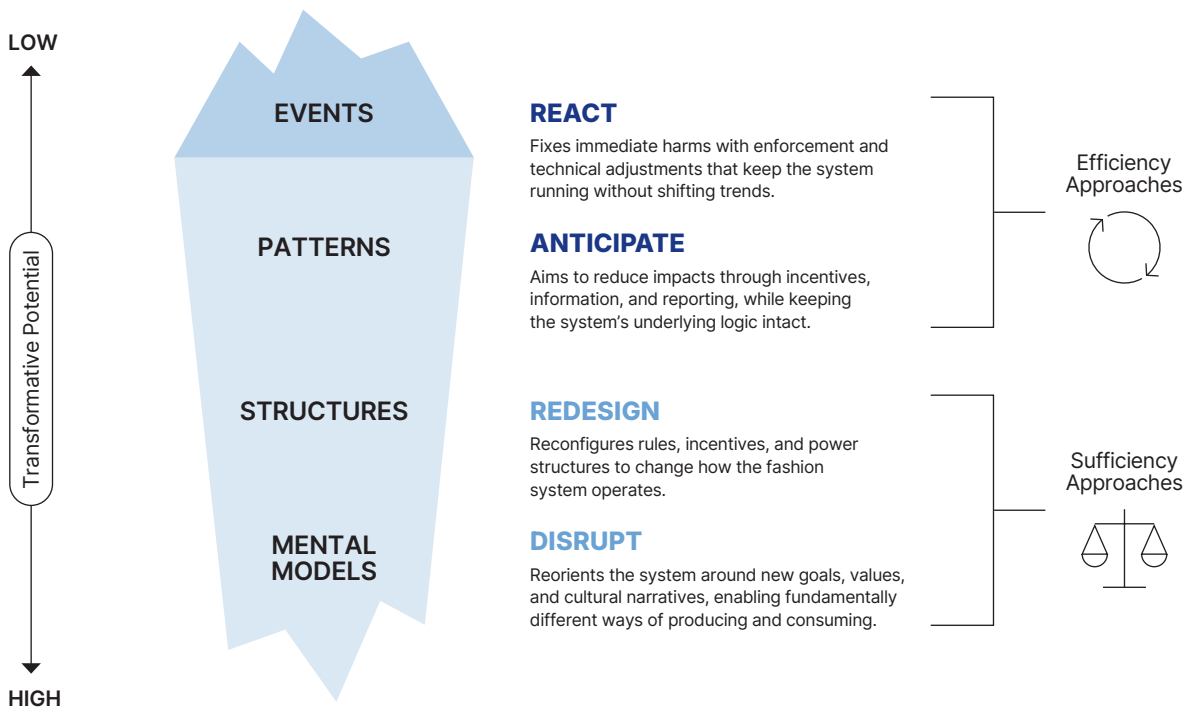 LOW
Transformative Potential
HIGH
EVENTS
PATTERNS
STRUCTURES
MENTAL
MODELS
REACT
Fixes immediate harms with enforcement and
technical adjustments that keep the system
running without shifting trends.
ANTICIPATE
Aims to reduce impacts through incentives,
information, and reporting, while keeping
the system’s underlying logic intact.
REDESIGN
Reconfigures rules, incentives, and power
structures to change how the fashion
system operates.
DISRUPT
Reorients the system around new goals, values,
and cultural narratives, enabling fundamentally
different ways of producing and consuming.
Efficiency
Approaches
Sufficiency
Approaches